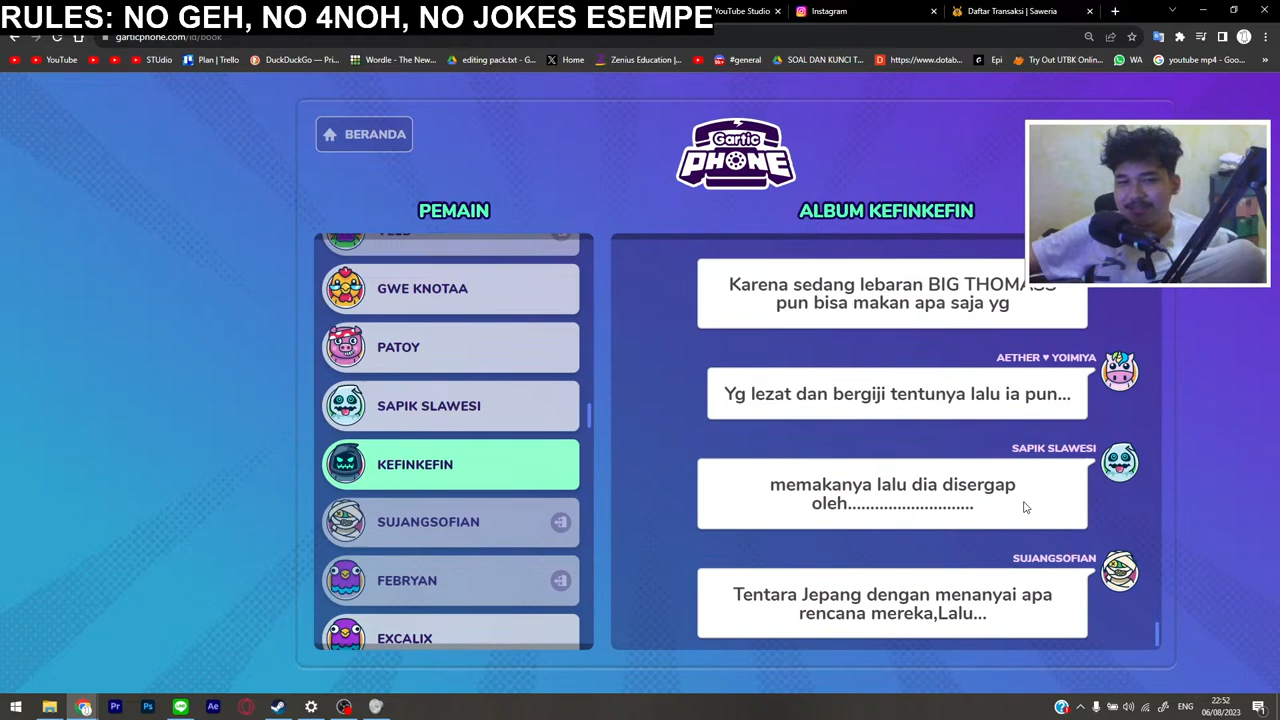 RULES: NO GEH, NO 4NOH, NO JOKES ESEMPE
YouTube Studio
Instagram
Daftar Transaksi | Saweria
garticphone.com/id/book
YouTube
STUdio
Plan | Trello
DuckDuckGo — Pri...
Wordle - The New...
editing pack.txt - G...
Home
Zenius Education |...
#general
SOAL DAN KUNCI T...
https://www.dotab...
Epi
Try Out UTBK Onlin...
WA
youtube mp4 - Goo...
BERANDA
Gartic
PHONE
PEMAIN
GWE KNOTAA
PATOY
SAPIK SLAWESI
KEFINKEFIN
SUJANGSOFIAN
FEBRYAN
EXCALIX
ALBUM KEFINKEFIN
Karena sedang lebaran BIG THOMASS
pun bisa makan apa saja yg
AETHER ♥ YOIMIYA
Yg lezat dan bergiji tentunya lalu ia pun...
SAPIK SLAWESI
memakanya lalu dia disergap
oleh............................
SUJANGSOFIAN
Tentara Jepang dengan menanyai apa
rencana mereka,Lalu...
ENG
22:52
06/08/2023